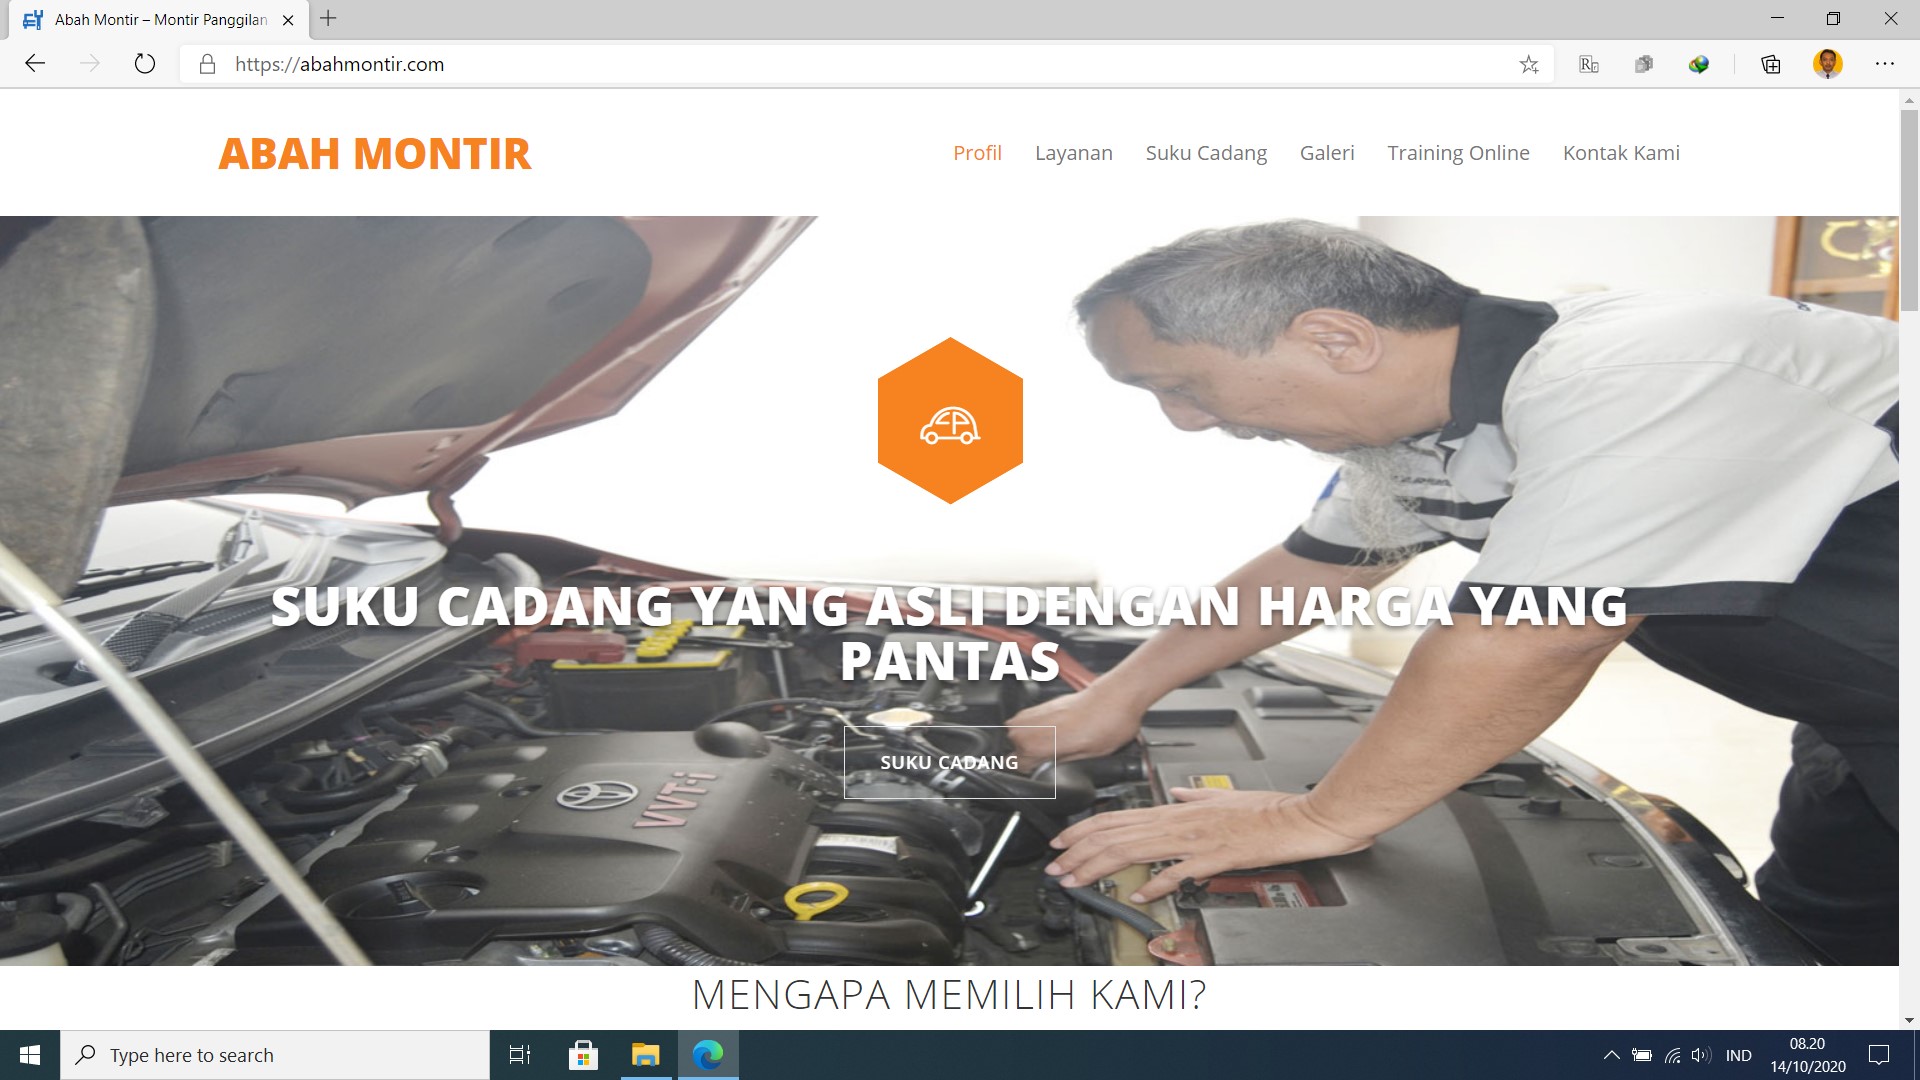 Abah Montir – Montir Panggilan
https://abahmontir.com
ABAH MONTIR
Profil Layanan Suku Cadang Galeri Training Online Kontak Kami
SUKU CADANG YANG ASLI DENGAN HARGA YANG
PANTAS
SUKU CADANG
VVT-i
MENGAPA MEMILIH KAMI?
Type here to search
IND
08.20
14/10/2020